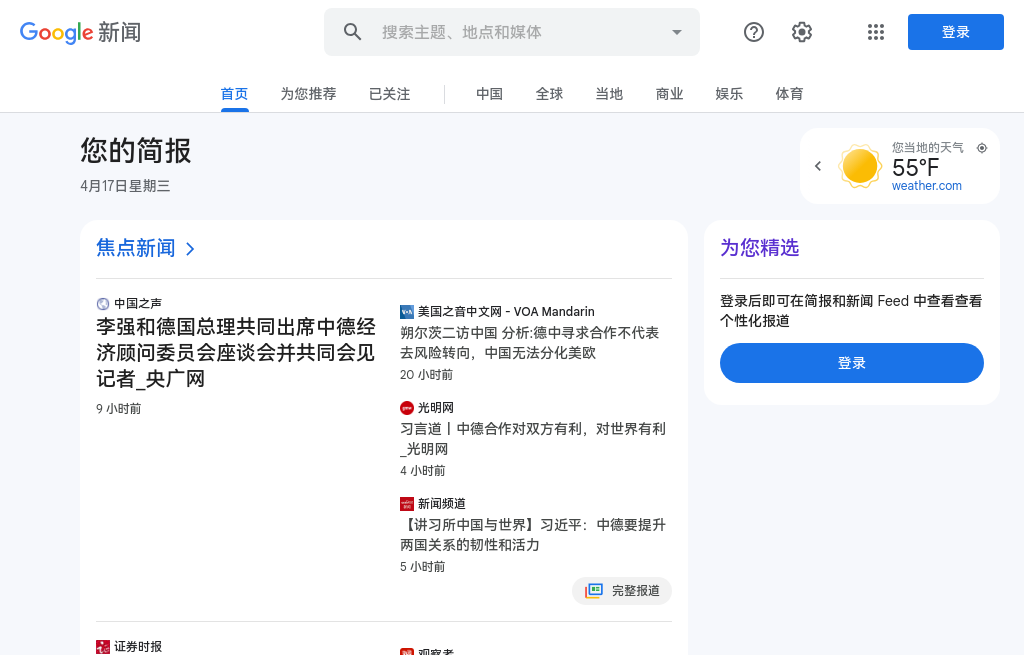 Google 新闻
搜索主题、地点和媒体
登录
首页
为您推荐
已关注
中国
全球
当地
商业
娱乐
体育
您的简报
4月17日星期三
您当地的天气
55°F
weather.com
焦点新闻
中国之声
李强和德国总理共同出席中德经
济顾问委员会座谈会并共同会见
记者_央广网
9 小时前
美国之音中文网 - VOA Mandarin
朔尔茨二访中国 分析:德中寻求合作不代表
去风险转向，中国无法分化美欧
20 小时前
光明网
习言道丨中德合作对双方有利，对世界有利
_光明网
4 小时前
新闻频道
【讲习所中国与世界】习近平：中德要提升
两国关系的韧性和活力
5 小时前
完整报道
证券时报
观察者
为您精选
登录后即可在简报和新闻 Feed 中查看查看
个性化报道
登录